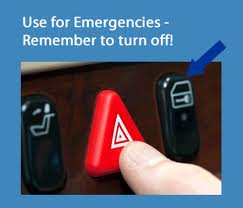 Use for Emergencies -
Remember to turn off!